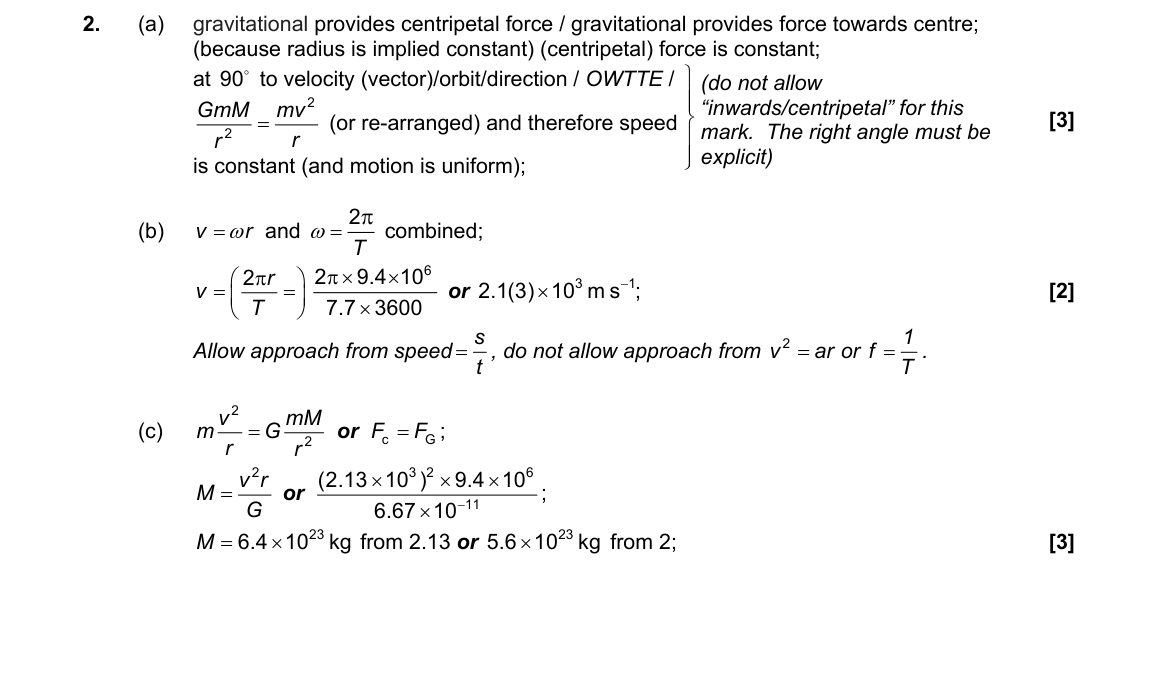 2. (a) gravitational provides centripetal force / gravitational provides force towards centre;
(because radius is implied constant) (centripetal) force is constant;
at 90° to velocity (vector)/orbit/direction / OWTTE /
GmM/r² = mv²/r (or re-arranged) and therefore speed
is constant (and motion is uniform);
(do not allow
“inwards/centripetal” for this
mark. The right angle must be
explicit)
[3]
(b) v = ωr and ω = 2π/T combined;
v = (2πr/T =) 2π×9.4×10⁶/7.7×3600 or 2.1(3)×10³ m s⁻¹; [2]
Allow approach from speed = s/t, do not allow approach from v² = ar or f = 1/T.
(c) m v²/r = G mM/r² or Fc = FG;
M = v²r/G or (2.13×10³)²×9.4×10⁶/6.67×10⁻¹¹;
M = 6.4×10²³ kg from 2.13 or 5.6×10²³ kg from 2; [3]